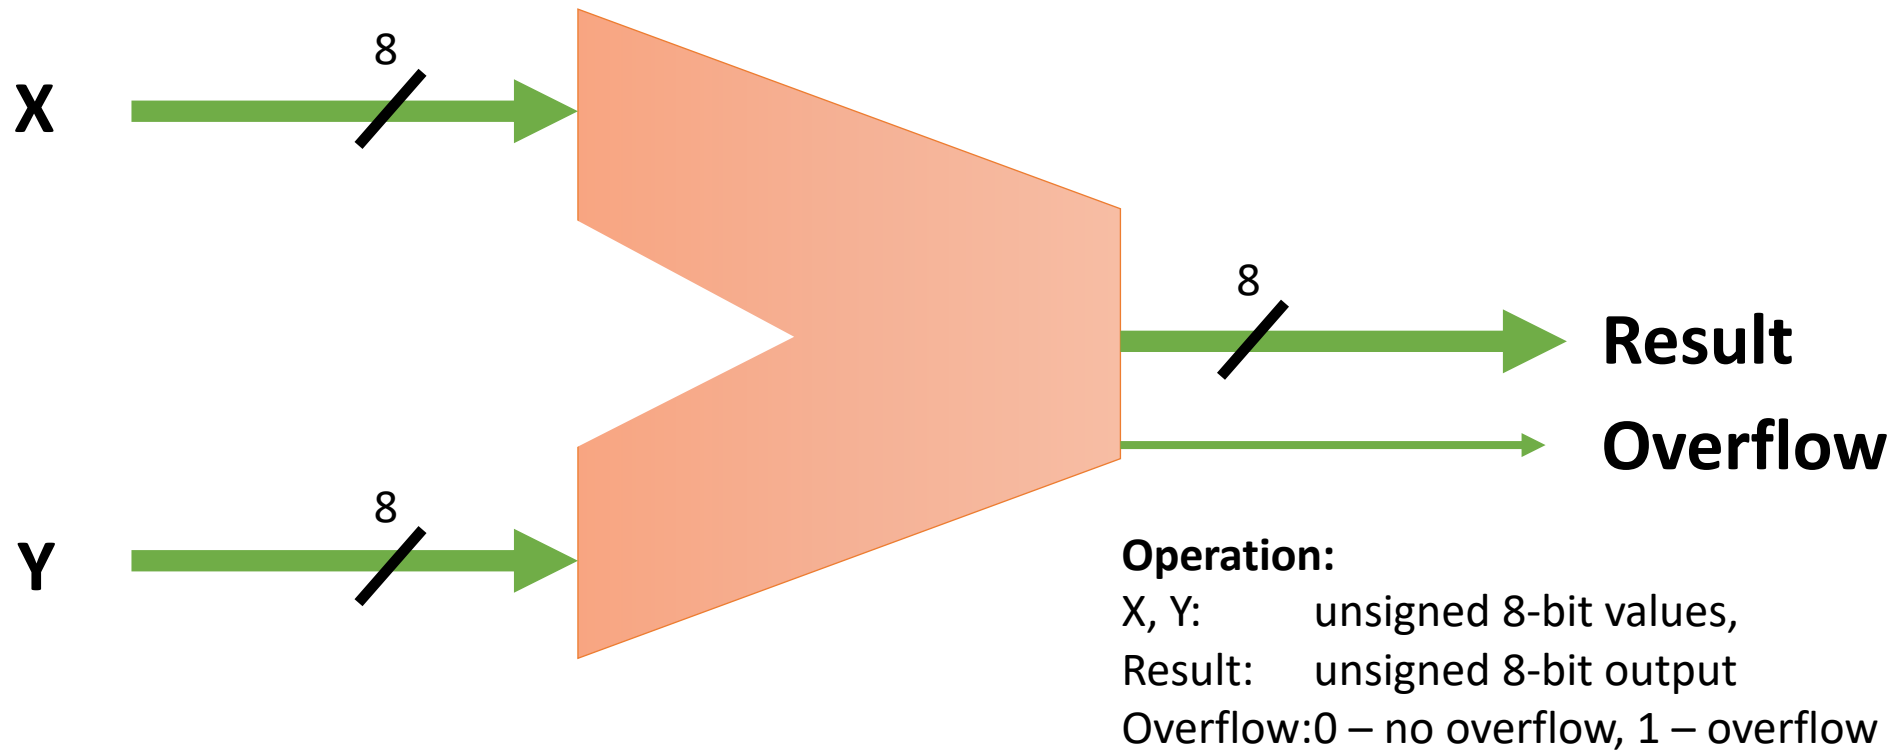 8
X
8
Result
Overflow
8
Y
Operation:
X, Y: unsigned 8-bit values,
Result: unsigned 8-bit output
Overflow:0 – no overflow, 1 – overflow